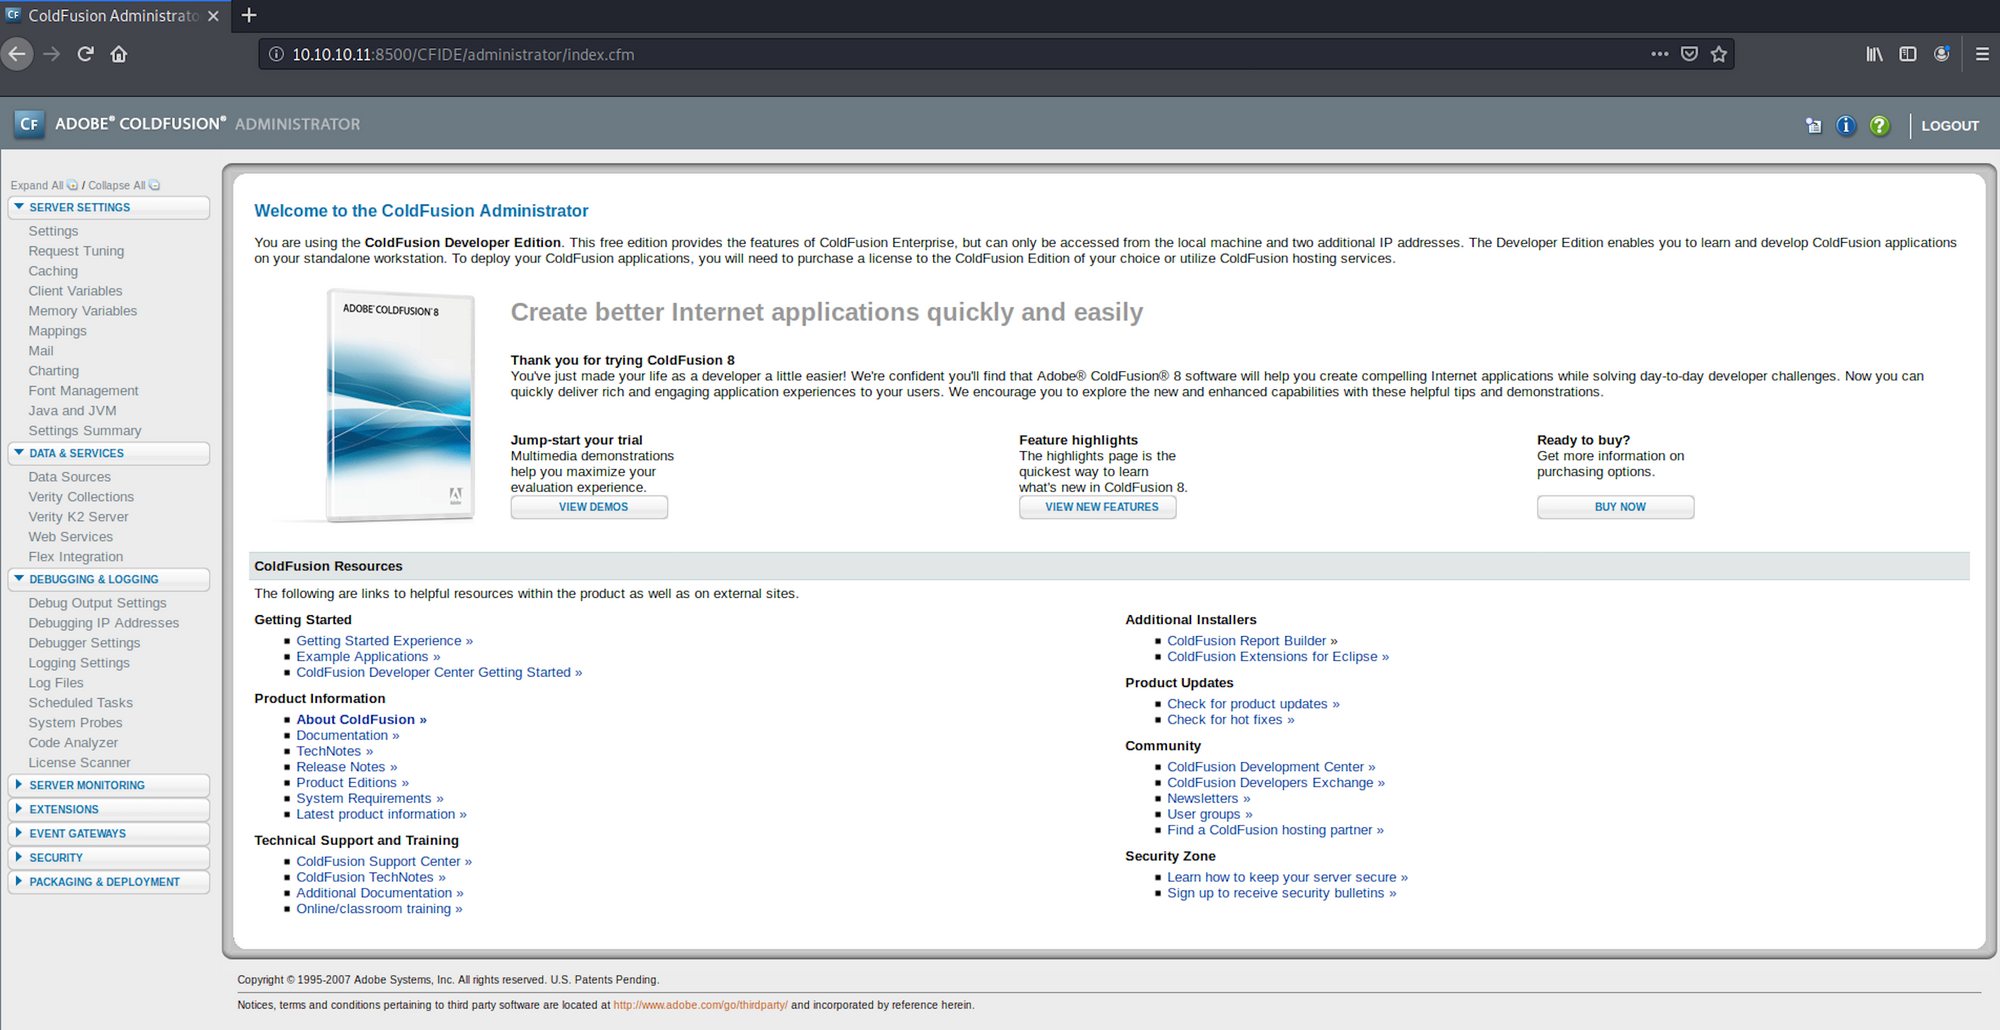 CF ColdFusion Administrato
10.10.10.11:8500/CFIDE/administrator/index.cfm
CF ADOBE® COLDFUSION® ADMINISTRATOR
LOGOUT
Expand All / Collapse All
SERVER SETTINGS
Settings
Request Tuning
Caching
Client Variables
Memory Variables
Mappings
Mail
Charting
Font Management
Java and JVM
Settings Summary
DATA & SERVICES
Data Sources
Verity Collections
Verity K2 Server
Web Services
Flex Integration
DEBUGGING & LOGGING
Debug Output Settings
Debugging IP Addresses
Debugger Settings
Logging Settings
Log Files
Scheduled Tasks
System Probes
Code Analyzer
License Scanner
SERVER MONITORING
EXTENSIONS
EVENT GATEWAYS
SECURITY
PACKAGING & DEPLOYMENT
Welcome to the ColdFusion Administrator
You are using the ColdFusion Developer Edition. This free edition provides the features of ColdFusion Enterprise, but can only be accessed from the local machine and two additional IP addresses. The Developer Edition enables you to learn and develop ColdFusion applications
on your standalone workstation. To deploy your ColdFusion applications, you will need to purchase a license to the ColdFusion Edition of your choice or utilize ColdFusion hosting services.
ADOBE® COLDFUSION® 8
Adobe
Create better Internet applications quickly and easily
Thank you for trying ColdFusion 8
You've just made your life as a developer a little easier! We're confident you'll find that Adobe® ColdFusion® 8 software will help you create compelling Internet applications while solving day-to-day developer challenges. Now you can
quickly deliver rich and engaging application experiences to your users. We encourage you to explore the new and enhanced capabilities with these helpful tips and demonstrations.
Jump-start your trial
Multimedia demonstrations
help you maximize your
evaluation experience.
VIEW DEMOS
Feature highlights
The highlights page is the
quickest way to learn
what's new in ColdFusion 8.
VIEW NEW FEATURES
Ready to buy?
Get more information on
purchasing options.
BUY NOW
ColdFusion Resources
The following are links to helpful resources within the product as well as on external sites.
Getting Started
Getting Started Experience »
Example Applications »
ColdFusion Developer Center Getting Started »
Product Information
About ColdFusion »
Documentation »
TechNotes »
Release Notes »
Product Editions »
System Requirements »
Latest product information »
Technical Support and Training
ColdFusion Support Center »
ColdFusion TechNotes »
Additional Documentation »
Online/classroom training »
Additional Installers
ColdFusion Report Builder »
ColdFusion Extensions for Eclipse »
Product Updates
Check for product updates »
Check for hot fixes »
Community
ColdFusion Development Center »
ColdFusion Developers Exchange »
Newsletters »
User groups »
Find a ColdFusion hosting partner »
Security Zone
Learn how to keep your server secure »
Sign up to receive security bulletins »
Copyright © 1995-2007 Adobe Systems, Inc. All rights reserved. U.S. Patents Pending.
Notices, terms and conditions pertaining to third party software are located at http://www.adobe.com/go/thirdparty/ and incorporated by reference herein.